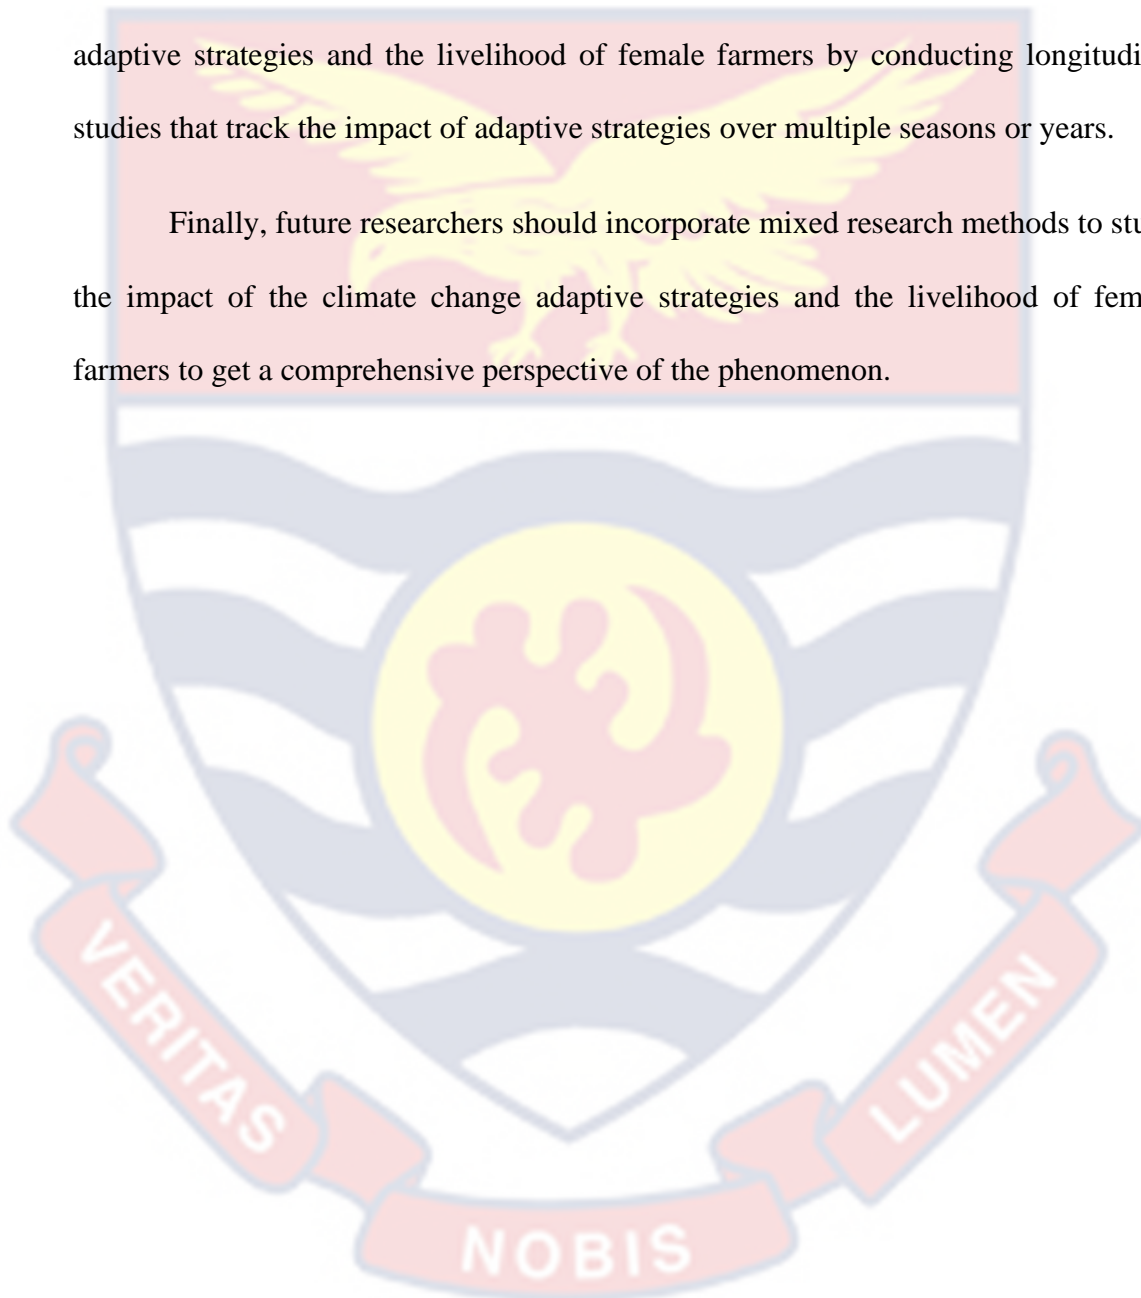 adaptive strategies and the livelihood of female farmers by conducting longitudi
studies that track the impact of adaptive strategies over multiple seasons or years.
Finally, future researchers should incorporate mixed research methods to stu
the impact of the climate change adaptive strategies and the livelihood of fem
farmers to get a comprehensive perspective of the phenomenon.
VERITAS
NOBIS
LUMEN